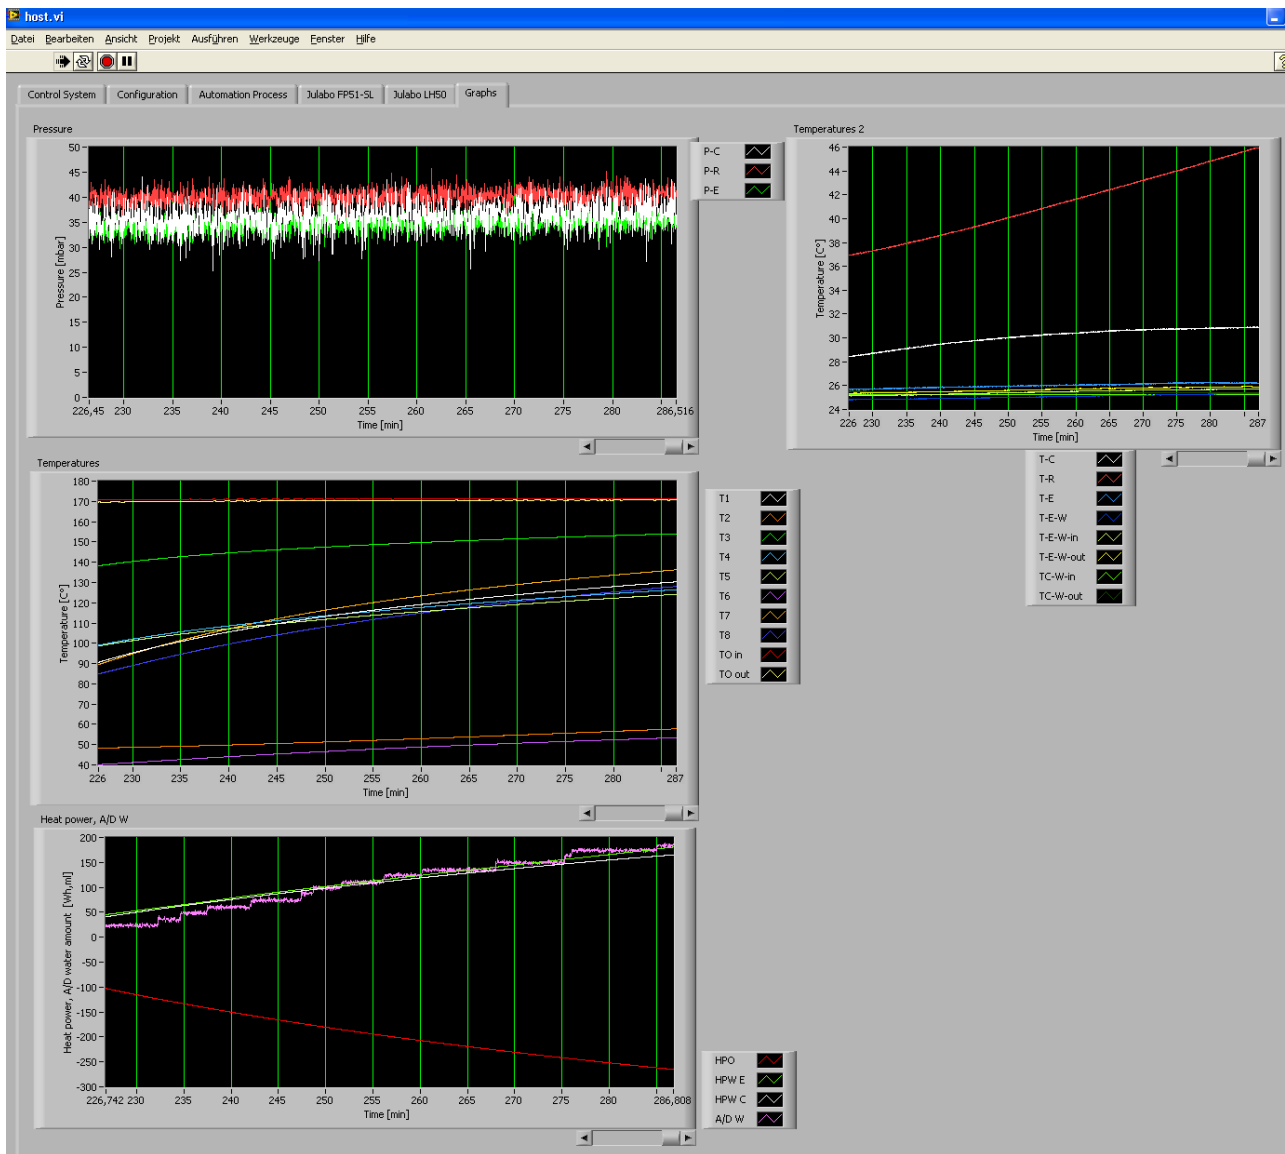 host.vi
Datei Bearbeiten Ansicht Projekt Ausführen Werkzeuge Fenster Hilfe
Control System Configuration Automation Process Julabo FP51-SL Julabo LH50 Graphs
Pressure
50
45
40
35
30
25
20
15
10
5
0
Pressure [mbar]
226,45 230 235 240 245 250 255 260 265 270 275 280 286,516
Time [min]
P-C
P-R
P-E
Temperatures 2
46
44
42
40
38
36
34
32
30
28
26
24
Temperature [C°]
226 230 235 240 245 250 255 260 265 270 275 280 287
Time [min]
T-C
T-R
T-E
T-E-W
T-E-W-in
T-E-W-out
TC-W-in
TC-W-out
Temperatures
180
170
160
150
140
130
120
110
100
90
80
70
60
50
40
Temperature [C°]
226 230 235 240 245 250 255 260 265 270 275 280 287
Time [min]
T1
T2
T3
T4
T5
T6
T7
T8
TO in
TO out
Heat power, A/D W
200
150
100
50
0
-50
-100
-150
-200
-250
-300
Heat power, A/D water amount [Wh,ml]
226,742 230 235 240 245 250 255 260 265 270 275 280 286,808
Time [min]
HPO
HPW E
HPW C
A/D W